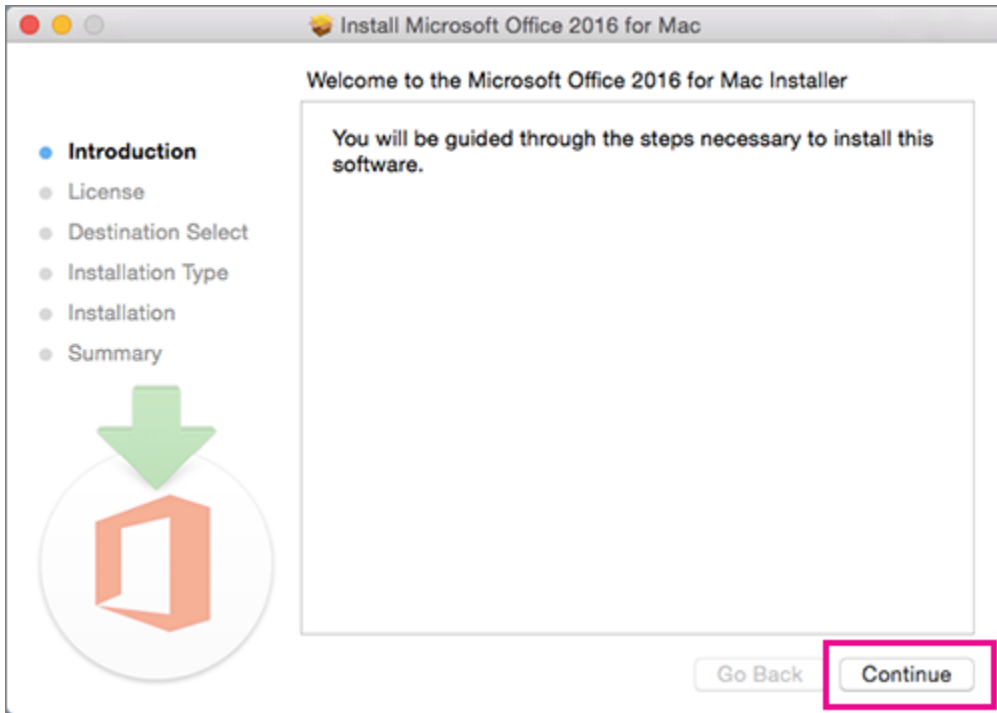 Install Microsoft Office 2016 for Mac
Welcome to the Microsoft Office 2016 for Mac Installer
You will be guided through the steps necessary to install this
software.
Introduction
License
Destination Select
Installation Type
Installation
Summary
Go Back
Continue